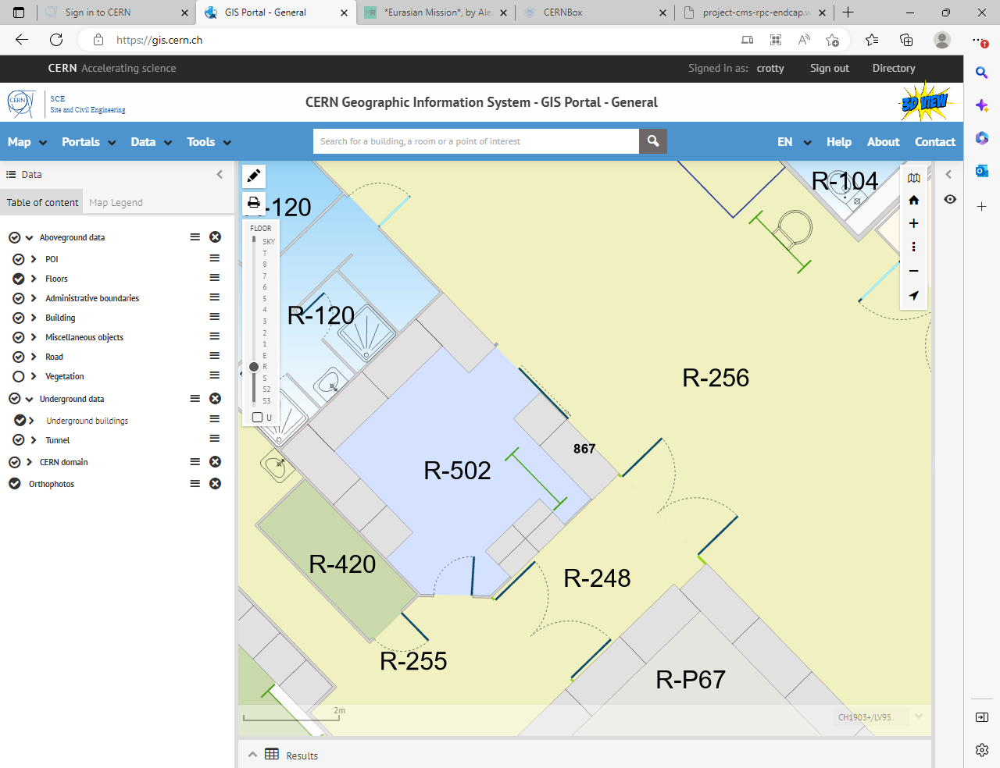 Sign in to CERN
GIS Portal - General
*Eurasian Mission*, by Ale
CERNBox
project-cms-rpc-endcap.w
https://gis.cern.ch
CERN Accelerating science
Signed in as: crotty
Sign out
Directory
CERN
SCE
Site and Civil Engineering
CERN Geographic Information System - GIS Portal - General
3D VIEW
Map
Portals
Data
Tools
Search for a building, a room or a point of interest
EN
Help
About
Contact
Data
Table of content
Map Legend
Aboveground data
POI
Floors
Administrative boundaries
Building
Miscellaneous objects
Road
Vegetation
Underground data
Underground buildings
Tunnel
CERN domain
Orthophotos
FLOOR
SKY
T
8
7
6
5
4
3
2
1
E
R
S
S2
S3
U
-120
R-104
R-120
R-256
867
R-502
R-420
R-248
R-255
R-P67
2m
CH1903+/LV95
Results